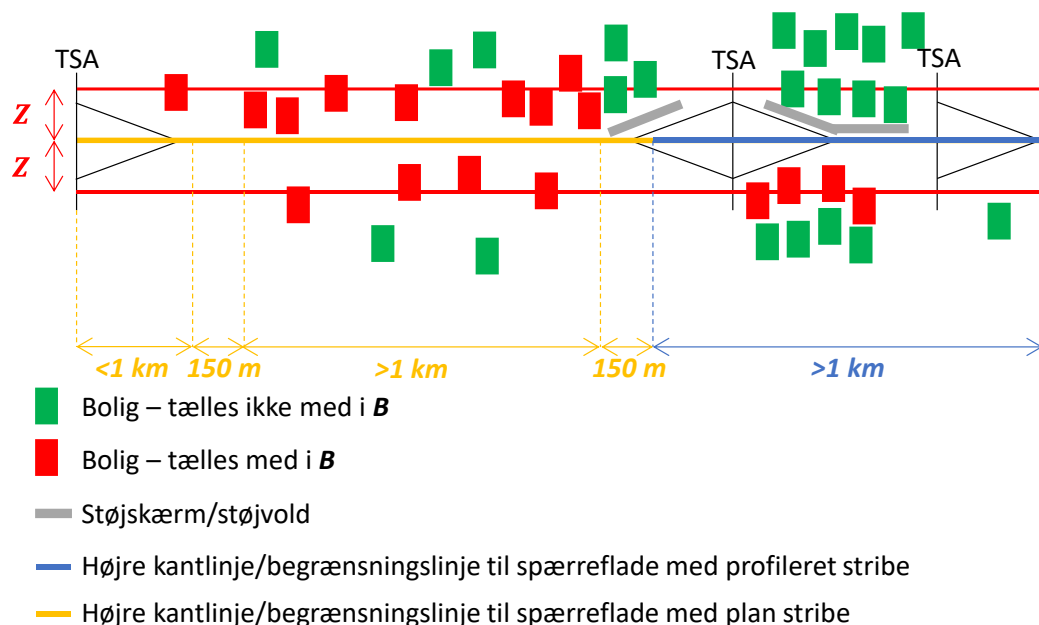 TSA
TSA
TSA
Z
Z
<1 km
150 m
>1 km
150 m
>1 km
Bolig – tælles ikke med i B
Bolig – tælles med i B
Støjskærm/støjvold
Højre kantlinje/begrænsningslinje til spærreflade med profileret stribe
Højre kantlinje/begrænsningslinje til spærreflade med plan stribe